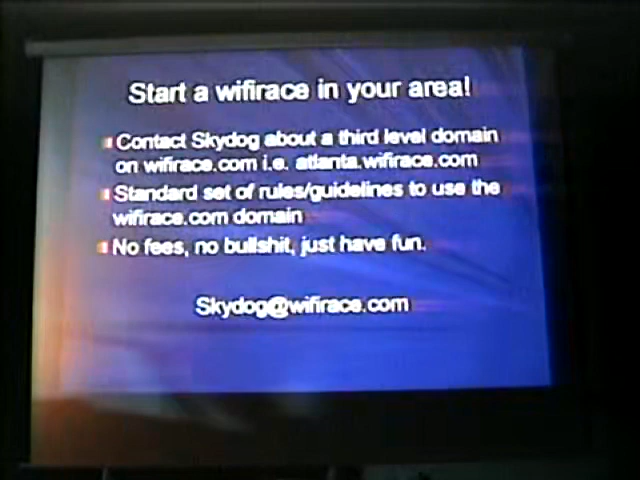 Start a wifirace in your area!
Contact Skydog about a third level domain
on wifirace.com i.e. atlanta.wifirace.com
Standard set of rules/guidelines to use the
wifirace.com domain
No fees, no bullshit, just have fun.
Skydog@wifirace.com